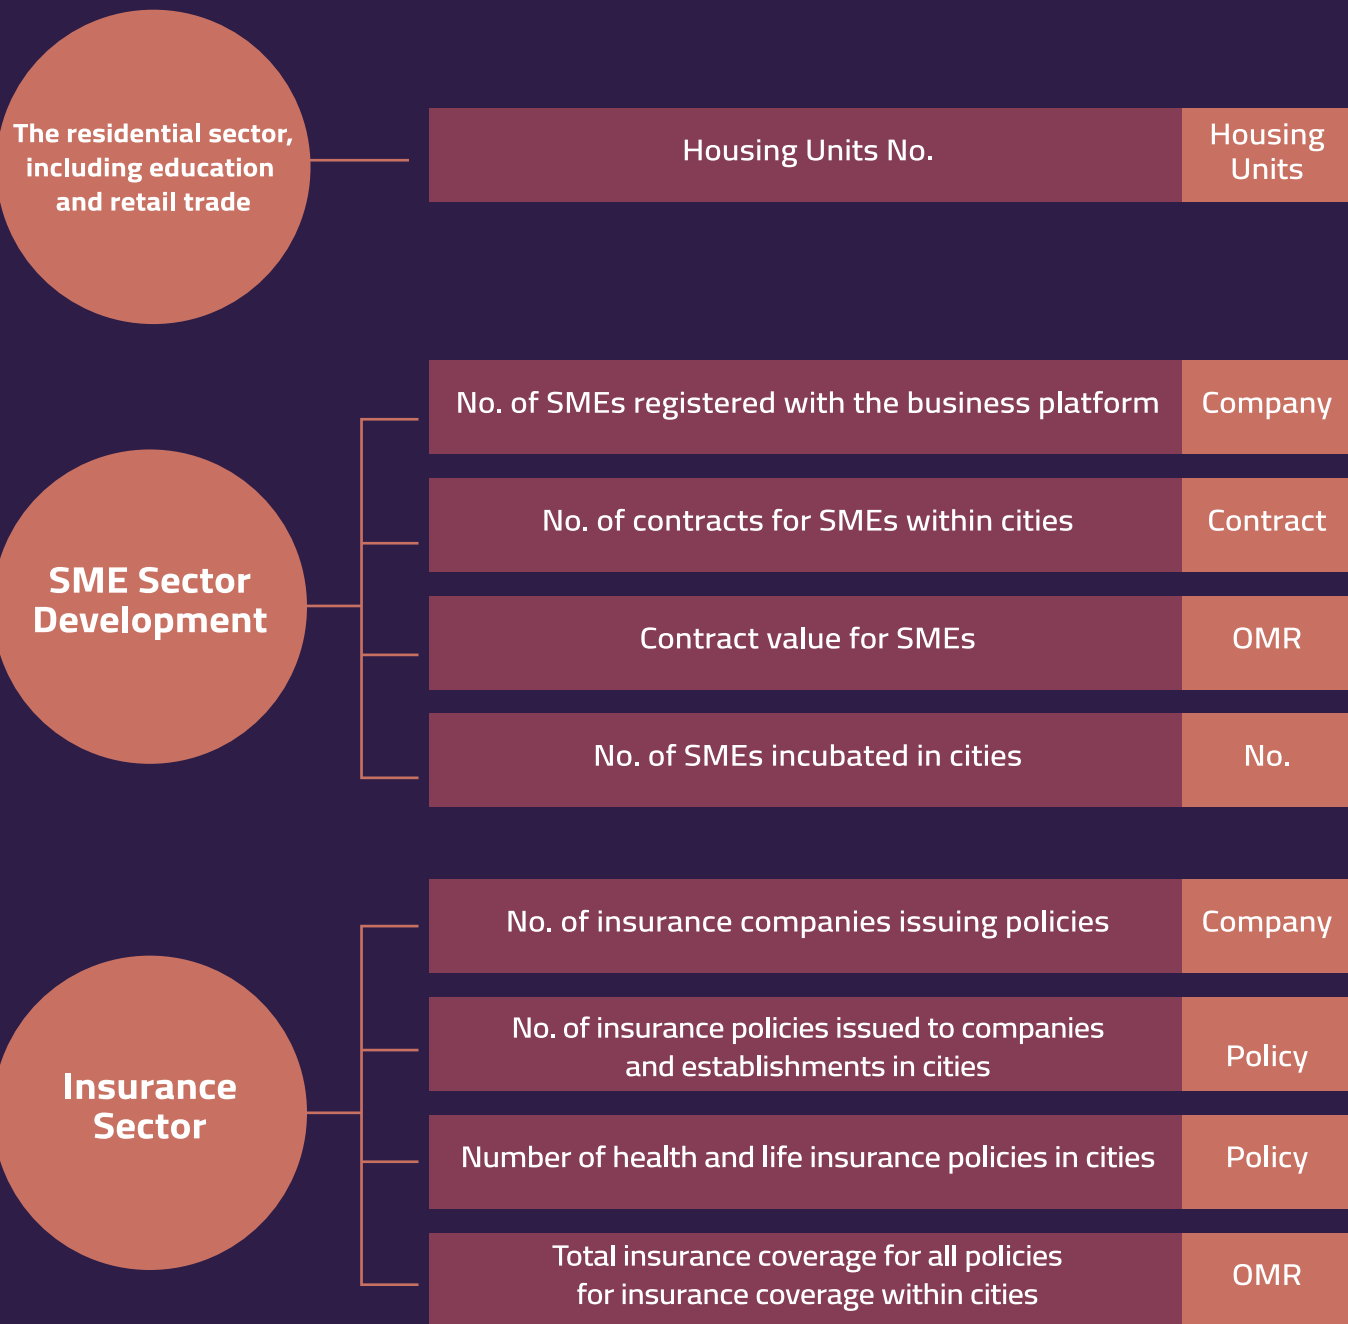 The residential sector,
including education
and retail trade
Housing Units No.
Housing
Units
SME Sector
Development
No. of SMEs registered with the business platform
Company
No. of contracts for SMEs within cities
Contract
Contract value for SMEs
OMR
No. of SMEs incubated in cities
No.
Insurance
Sector
No. of insurance companies issuing policies
Company
No. of insurance policies issued to companies
and establishments in cities
Policy
Number of health and life insurance policies in cities
Policy
Total insurance coverage for all policies
for insurance coverage within cities
OMR